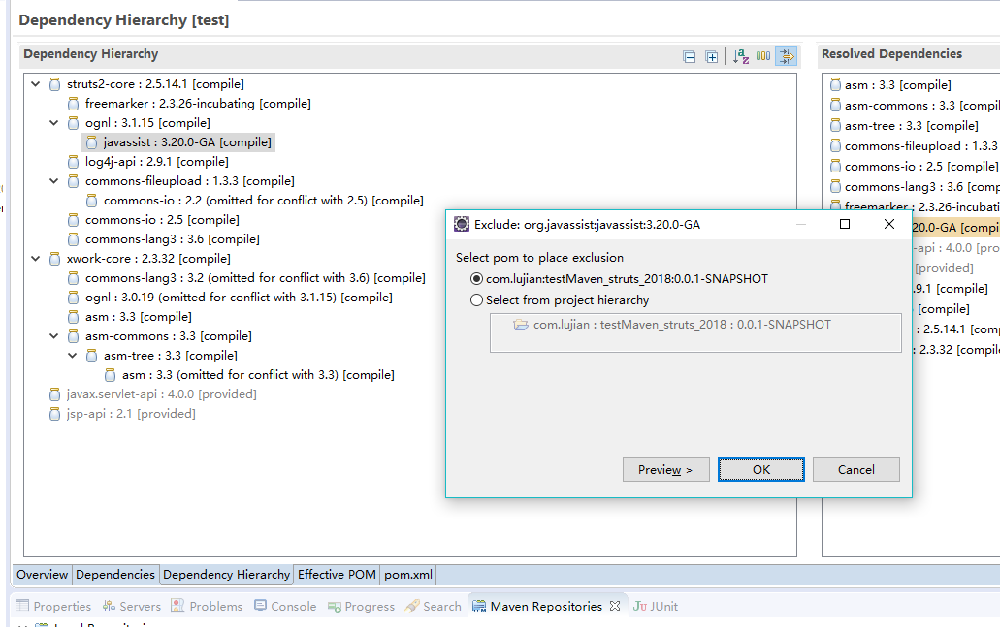 Dependency Hierarchy [test]
Dependency Hierarchy
struts2-core : 2.5.14.1 [compile]
freemarker : 2.3.26-incubating [compile]
ognl : 3.1.15 [compile]
javassist : 3.20.0-GA [compile]
log4j-api : 2.9.1 [compile]
commons-fileupload : 1.3.3 [compile]
commons-io : 2.2 (omitted for conflict with 2.5) [compile]
commons-io : 2.5 [compile]
commons-lang3 : 3.6 [compile]
xwork-core : 2.3.32 [compile]
commons-lang3 : 3.2 (omitted for conflict with 3.6) [compile]
ognl : 3.0.19 (omitted for conflict with 3.1.15) [compile]
asm : 3.3 [compile]
asm-commons : 3.3 [compile]
asm-tree : 3.3 [compile]
asm : 3.3 (omitted for conflict with 3.3) [compile]
javax.servlet-api : 4.0.0 [provided]
jsp-api : 2.1 [provided]
Resolved Dependencies
asm : 3.3 [compile]
asm-commons : 3.3 [compil
asm-tree : 3.3 [compile]
commons-fileupload : 1.3.3
commons-io : 2.5 [compile]
commons-lang3 : 3.6 [comp
freemarker : 2.3.26-incubati
20.0-GA [compi
-api : 4.0.0 [pro
[provided]
.9.1 [compile]
[compile]
: 2.5.14.1 [com
: 2.3.32 [compile
Exclude: org.javassist:javassist:3.20.0-GA
Select pom to place exclusion
com.lujian:testMaven_struts_2018:0.0.1-SNAPSHOT
Select from project hierarchy
com.lujian : testMaven_struts_2018 : 0.0.1-SNAPSHOT
Preview >
OK
Cancel
Overview
Dependencies
Dependency Hierarchy
Effective POM
pom.xml
Properties
Servers
Problems
Console
Progress
Search
Maven Repositories
JUnit